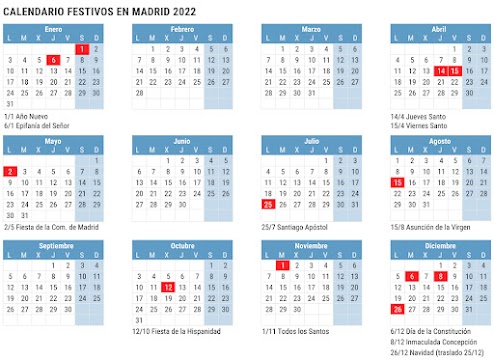 CALENDARIO FESTIVOS EN MADRID 2022
Enero
L M X J V S D
1 2
3 4 5 6 7 8 9
10 11 12 13 14 15 16
17 18 19 20 21 22 23
24 25 26 27 28 29 30
31
1/1 Año Nuevo
6/1 Epifanía del Señor
Febrero
L M X J V S D
1 2 3 4 5 6
7 8 9 10 11 12 13
14 15 16 17 18 19 20
21 22 23 24 25 26 27
28
Marzo
L M X J V S D
1 2 3 4 5 6
7 8 9 10 11 12 13
14 15 16 17 18 19 20
21 22 23 24 25 26 27
28 29 30 31
Abril
L M X J V S D
1 2 3
4 5 6 7 8 9 10
11 12 13 14 15 16 17
18 19 20 21 22 23 24
25 26 27 28 29 30
14/4 Jueves Santo
15/4 Viernes Santo
Mayo
L M X J V S D
1
2 3 4 5 6 7 8
9 10 11 12 13 14 15
16 17 18 19 20 21 22
23 24 25 26 27 28 29
30 31
2/5 Fiesta de la Com. de Madrid
Junio
L M X J V S D
1 2 3 4 5
6 7 8 9 10 11 12
13 14 15 16 17 18 19
20 21 22 23 24 25 26
27 28 29 30
Julio
L M X J V S D
1 2 3
4 5 6 7 8 9 10
11 12 13 14 15 16 17
18 19 20 21 22 23 24
25 26 27 28 29 30 31
25/7 Santiago Apóstol
Agosto
L M X J V S D
1 2 3 4 5 6 7
8 9 10 11 12 13 14
15 16 17 18 19 20 21
22 23 24 25 26 27 28
29 30 31
15/8 Asunción de la Virgen
Septiembre
L M X J V S D
1 2 3 4
5 6 7 8 9 10 11
12 13 14 15 16 17 18
19 20 21 22 23 24 25
26 27 28 29 30
Octubre
L M X J V S D
1 2
3 4 5 6 7 8 9
10 11 12 13 14 15 16
17 18 19 20 21 22 23
24 25 26 27 28 29 30
31
12/10 Fiesta de la Hispanidad
Noviembre
L M X J V S D
1 2 3 4 5 6
7 8 9 10 11 12 13
14 15 16 17 18 19 20
21 22 23 24 25 26 27
28 29 30
1/11 Todos los Santos
Diciembre
L M X J V S D
1 2 3 4
5 6 7 8 9 10 11
12 13 14 15 16 17 18
19 20 21 22 23 24 25
26 27 28 29 30 31
6/12 Día de la Constitución
8/12 Inmaculada Concepción
26/12 Navidad (traslado 25/12)